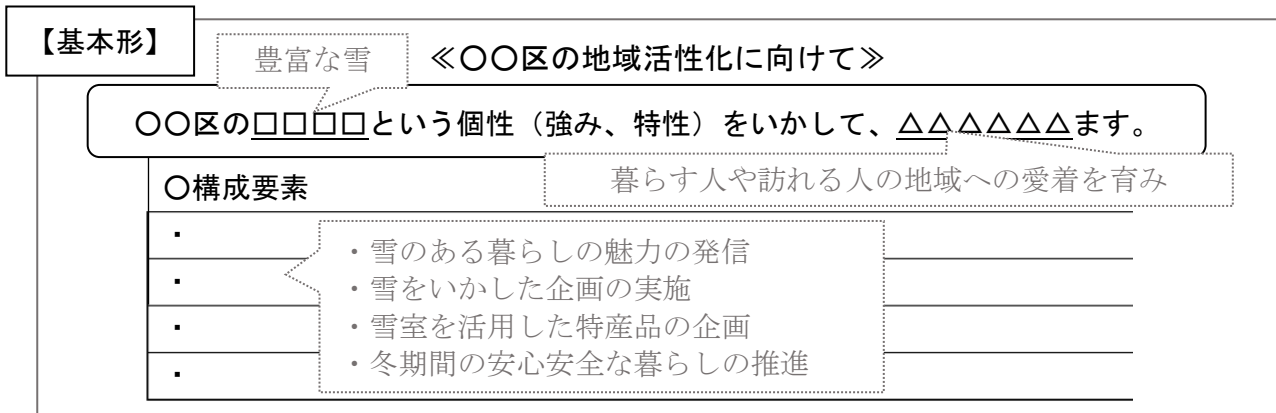 【基本形】
豊富な雪
≪〇〇区の地域活性化に向けて≫
〇〇区の□□□□という個性（強み、特性）をいかして、△△△△△△ます。
暮らす人や訪れる人の地域への愛着を育み
〇構成要素
・
・
・
・
・雪のある暮らしの魅力の発信
・雪をいかした企画の実施
・雪室を活用した特産品の企画
・冬期間の安心安全な暮らしの推進